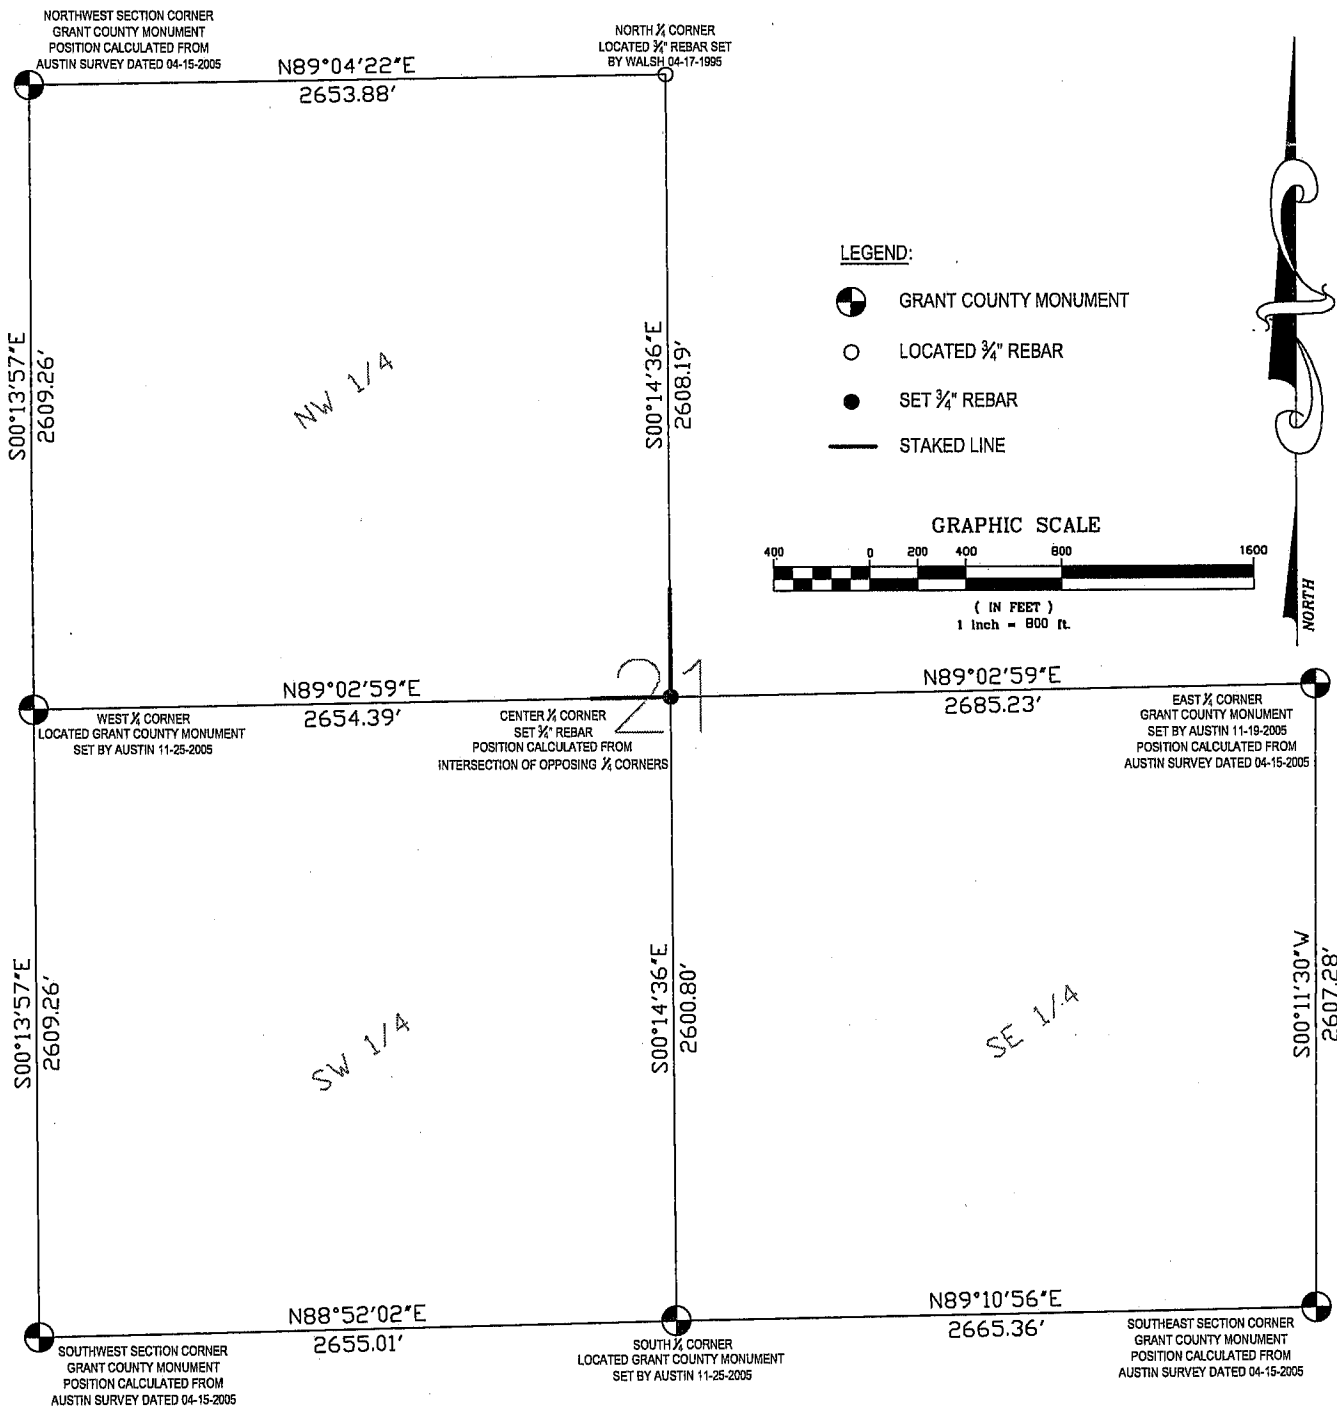 NORTHWEST SECTION CORNER
GRANT COUNTY MONUMENT
POSITION CALCULATED FROM
AUSTIN SURVEY DATED 04-15-2005
N89°04'22"E
2653.88'
NORTH ¼ CORNER
LOCATED ¾" REBAR SET
BY WALSH 04-17-1995
S00°13'57"E
2609.26'
NW 1/4
S00°14'36"E
2608.19'
LEGEND:
GRANT COUNTY MONUMENT
LOCATED ¾" REBAR
SET ¾" REBAR
STAKED LINE
GRAPHIC SCALE
400 0 200 400 800 1600
( IN FEET )
1 inch = 800 ft.
NORTH
21
N89°02'59"E
2654.39'
N89°02'59"E
2685.23'
WEST ¼ CORNER
LOCATED GRANT COUNTY MONUMENT
SET BY AUSTIN 11-25-2005
CENTER ¼ CORNER
SET ¾" REBAR
POSITION CALCULATED FROM
INTERSECTION OF OPPOSING ¼ CORNERS
EAST ¼ CORNER
GRANT COUNTY MONUMENT
SET BY AUSTIN 11-19-2005
POSITION CALCULATED FROM
AUSTIN SURVEY DATED 04-15-2005
S00°13'57"E
2609.26'
SW 1/4
S00°14'36"E
2600.80'
SE 1/4
S00°11'30"W
2607.28'
N88°52'02"E
2655.01'
N89°10'56"E
2665.36'
SOUTHWEST SECTION CORNER
GRANT COUNTY MONUMENT
POSITION CALCULATED FROM
AUSTIN SURVEY DATED 04-15-2005
SOUTH ¼ CORNER
LOCATED GRANT COUNTY MONUMENT
SET BY AUSTIN 11-25-2005
SOUTHEAST SECTION CORNER
GRANT COUNTY MONUMENT
POSITION CALCULATED FROM
AUSTIN SURVEY DATED 04-15-2005